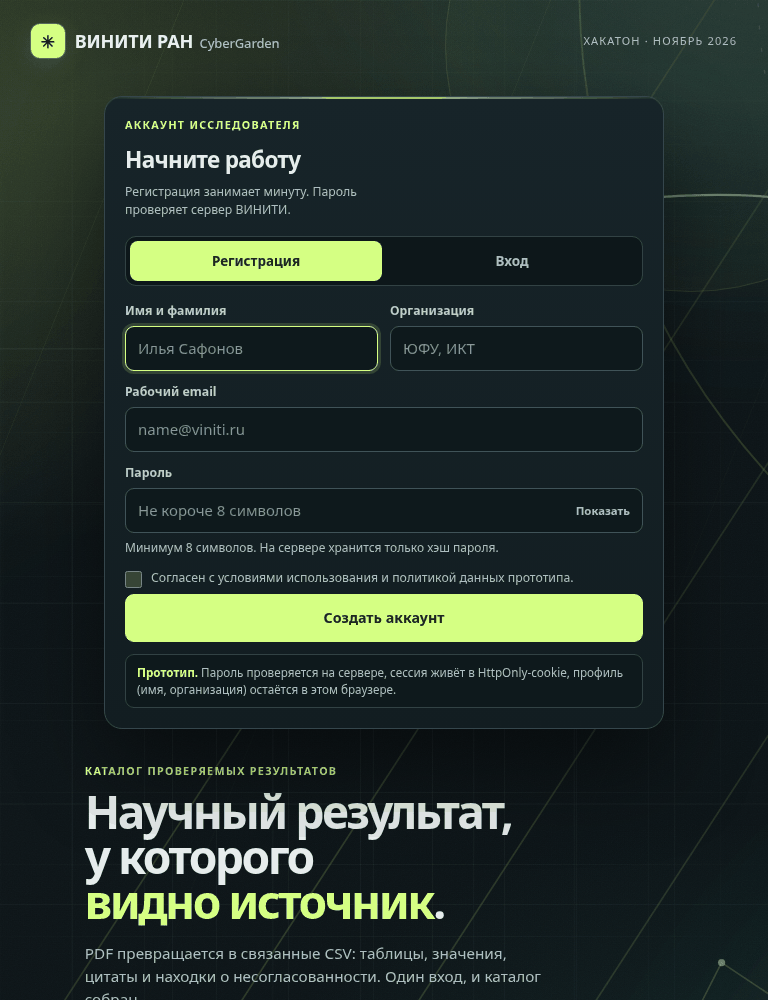 ВИНИТИ РАН CyberGarden
ХАКАТОН · НОЯБРЬ 2026
АККАУНТ ИССЛЕДОВАТЕЛЯ
Начните работу
Регистрация занимает минуту. Пароль
проверяет сервер ВИНИТИ.
Регистрация Вход
Имя и фамилия Организация
Илья Сафонов ЮФУ, ИКТ
Рабочий email
name@viniti.ru
Пароль
Не короче 8 символов Показать
Минимум 8 символов. На сервере хранится только хэш пароля.
Согласен с условиями использования и политикой данных прототипа.
Создать аккаунт
Прототип. Пароль проверяется на сервере, сессия живёт в HttpOnly-cookie, профиль
(имя, организация) остаётся в этом браузере.
КАТАЛОГ ПРОВЕРЯЕМЫХ РЕЗУЛЬТАТОВ
Научный результат,
у которого
видно источник.
PDF превращается в связанные CSV: таблицы, значения,
цитаты и находки о несогласованности. Один вход, и каталог
собран